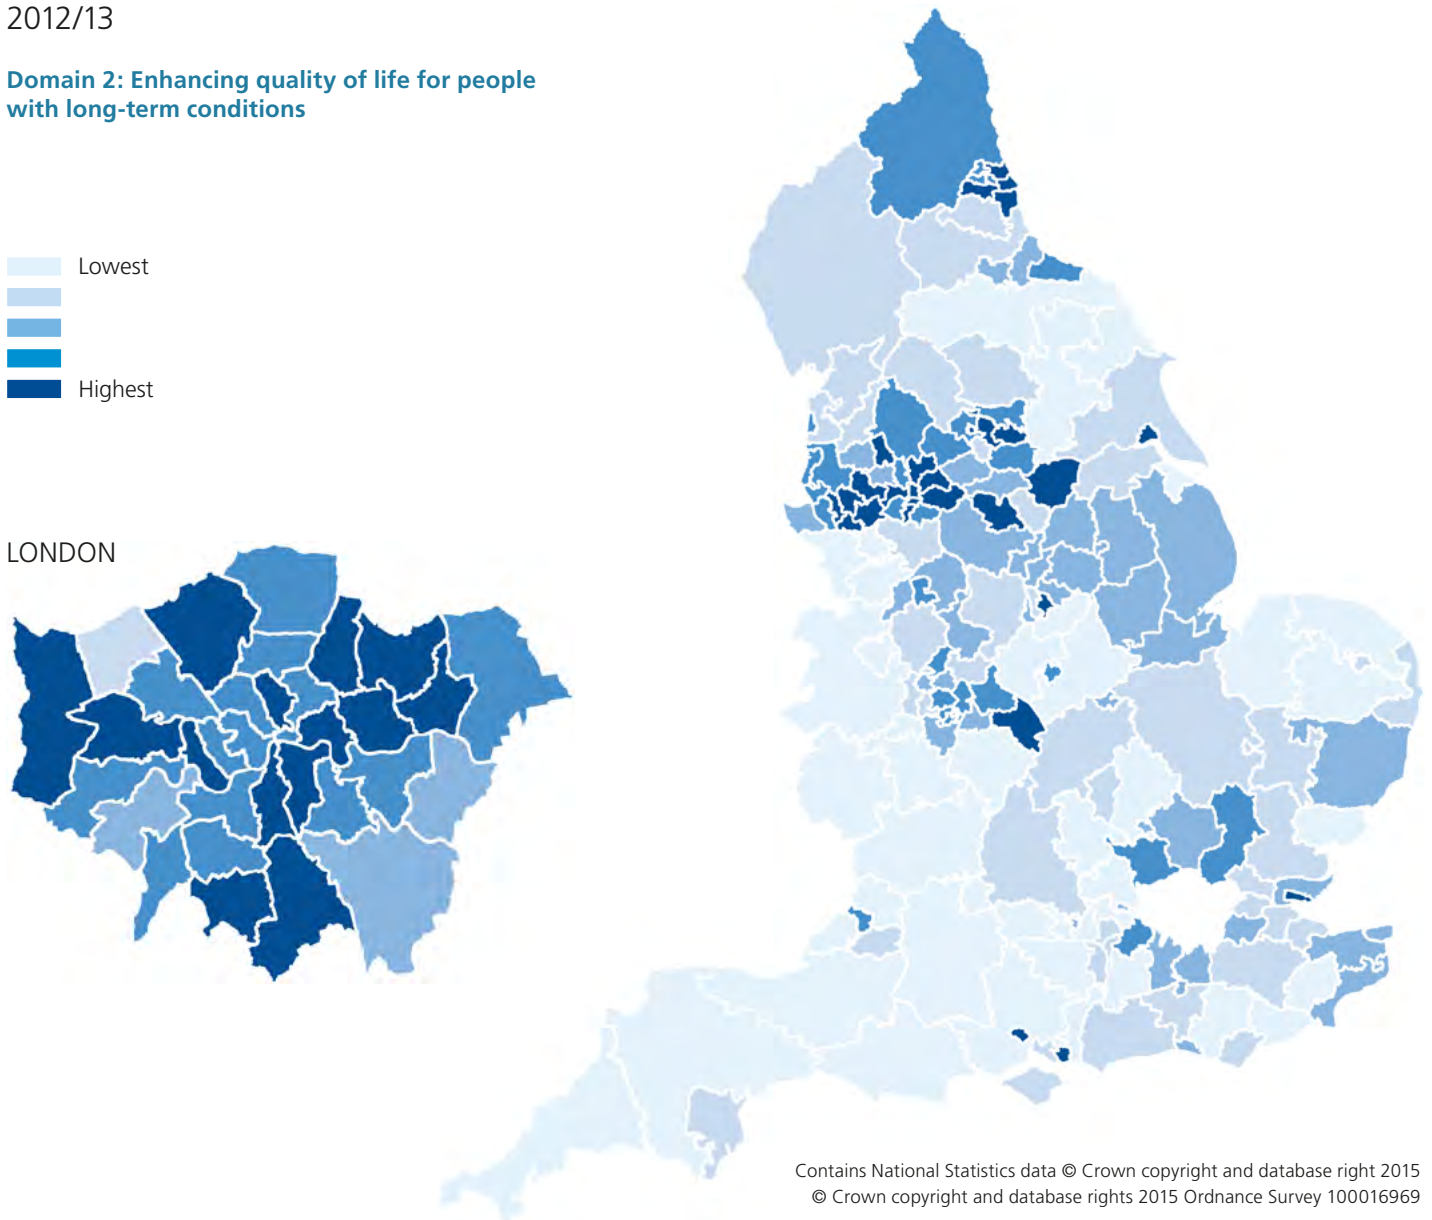 2012/13
Domain 2: Enhancing quality of life for people
with long-term conditions
Lowest
Highest
LONDON
Contains National Statistics data © Crown copyright and database right 2015
© Crown copyright and database rights 2015 Ordnance Survey 100016969